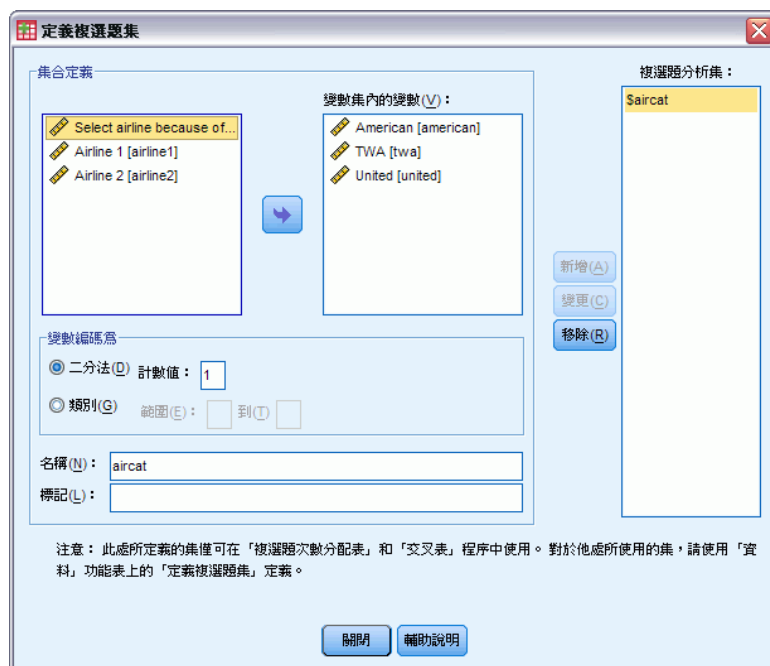 定義複選題集
集合定義
Select airline because of...
Airline 1 [airline1]
Airline 2 [airline2]
變數集內的變數(V)：
American [american]
TWA [twa]
United [united]
複選題分析集：
$aircat
新增(A)
變更(C)
移除(R)
變數編碼為
二分法(D) 計數值： 1
類別(G) 範圍(E)： 到(T)
名稱(N)： aircat
標記(L)：
注意： 此處所定義的集僅可在「複選題次數分配表」和「交叉表」程序中使用。 對於他處所使用的集，請使用「資
料」功能表上的「定義複選題集」定義。
關閉
輔助說明